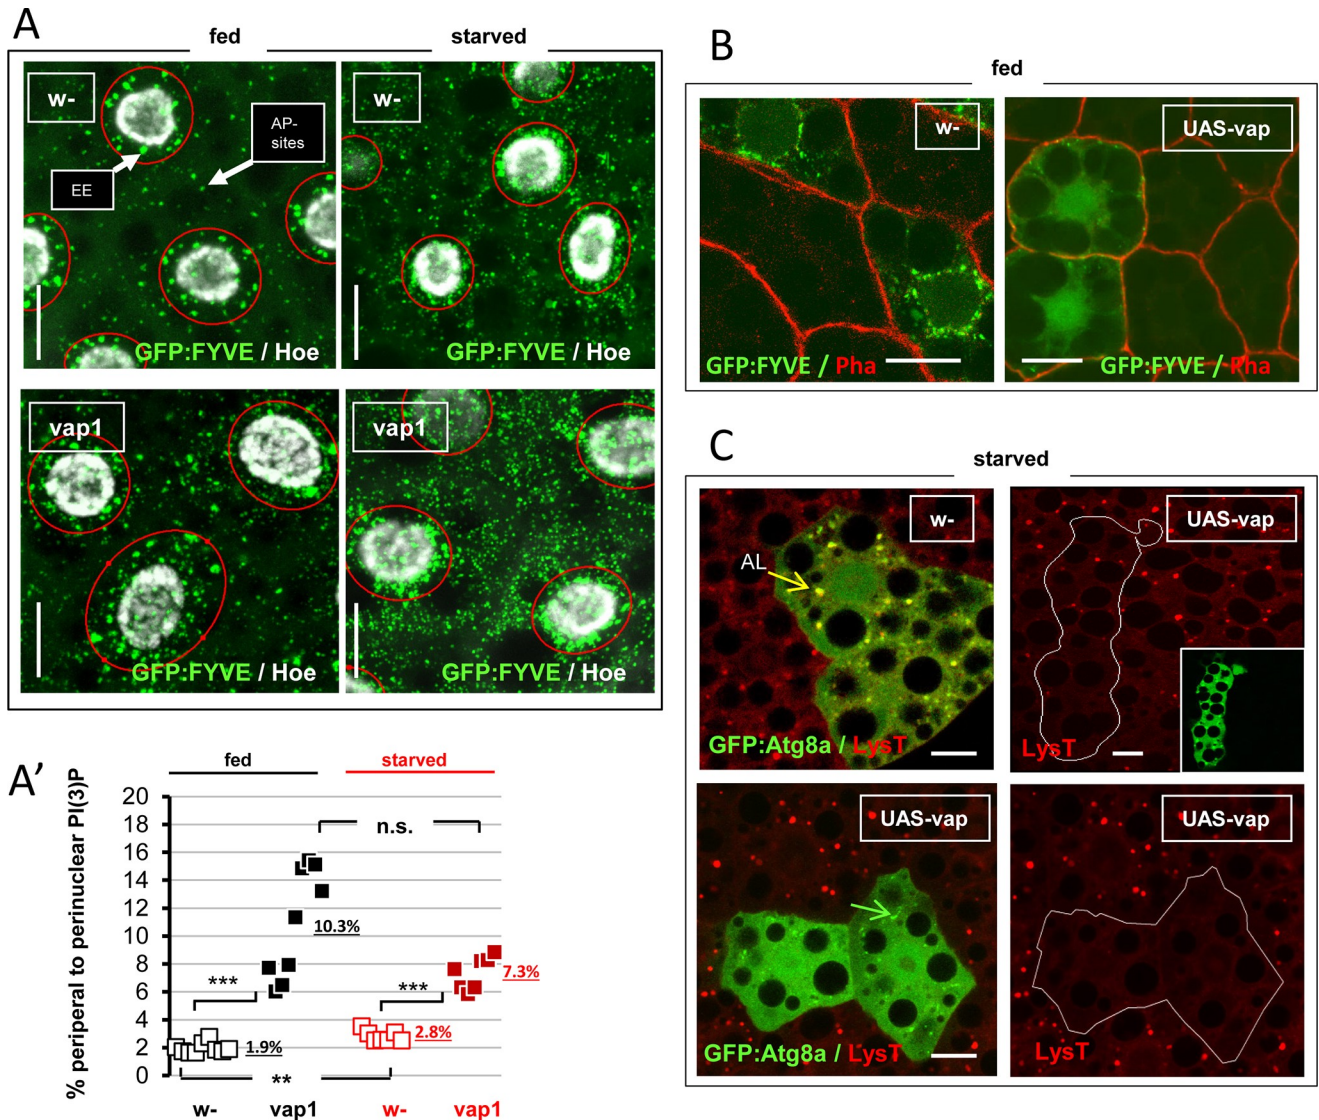 A
fed
starved
w-
AP-
sites
EE
GFP:FYVE / Hoe
w-
GFP:FYVE / Hoe
vap1
GFP:FYVE / Hoe
vap1
GFP:FYVE / Hoe
A’
fed
starved
% periperal to perinuclear PI(3)P
20
18
16
14
12
10
8
6
4
2
0
n.s.
10.3%
***
***
7.3%
1.9%
2.8%
**
w-
vap1
w-
vap1
B
fed
w-
GFP:FYVE / Pha
UAS-vap
GFP:FYVE / Pha
C
starved
w-
AL
GFP:Atg8a / LysT
UAS-vap
LysT
UAS-vap
GFP:Atg8a / LysT
UAS-vap
LysT